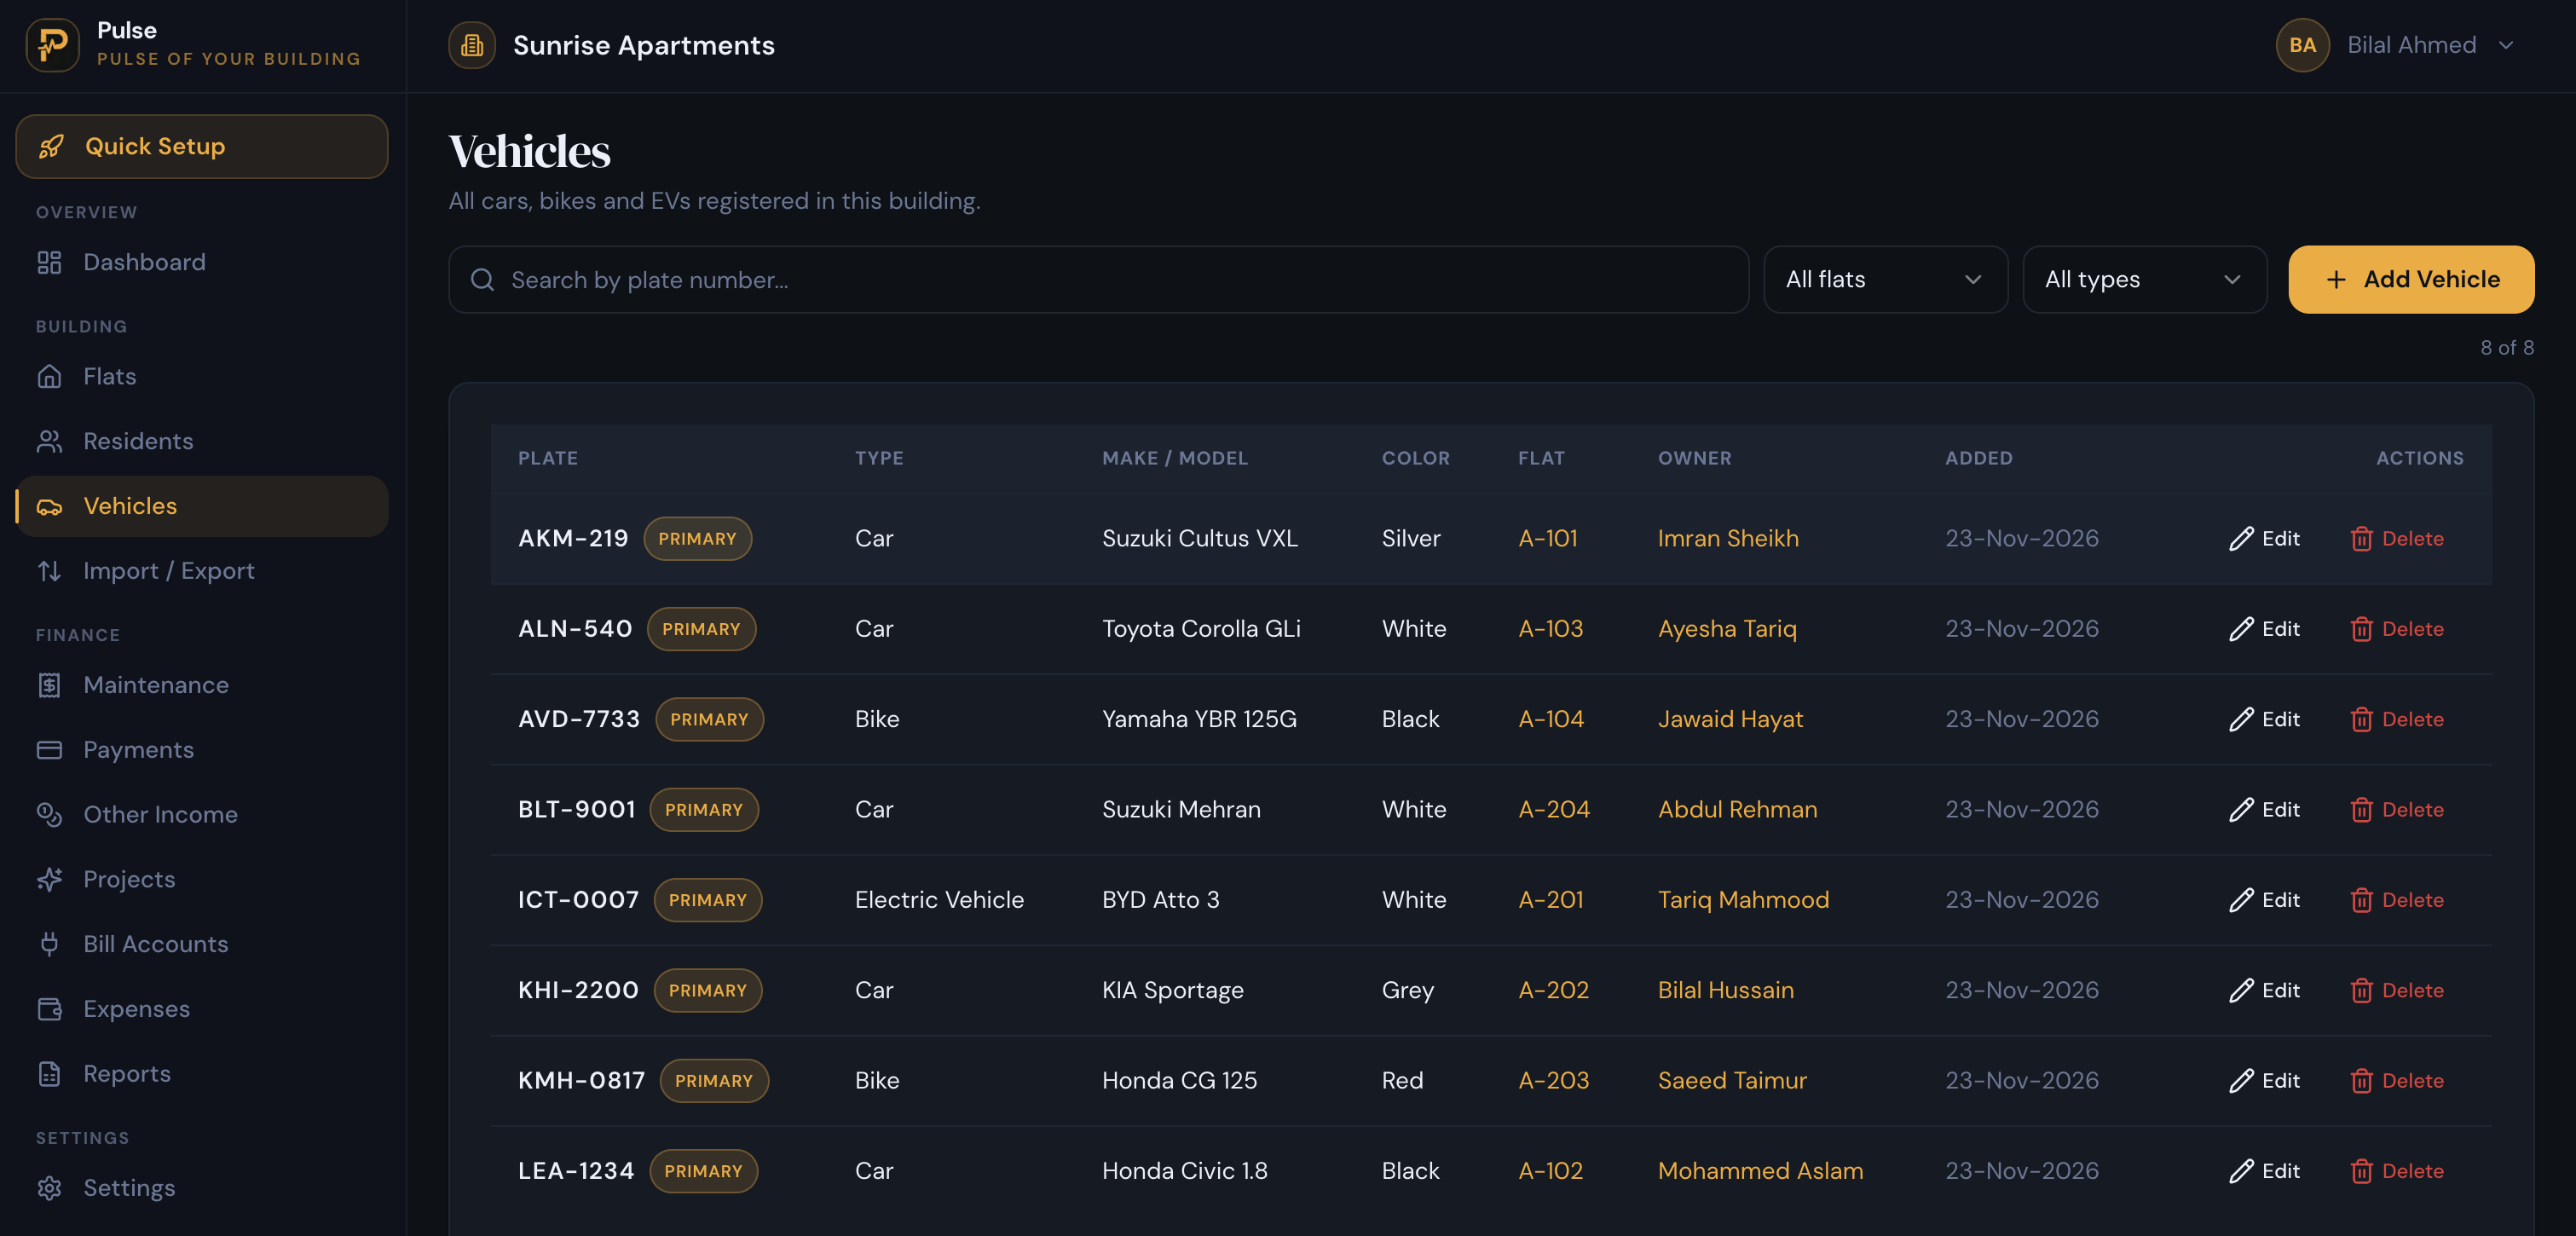 Pulse
PULSE OF YOUR BUILDING
Sunrise Apartments
BA Bilal Ahmed
Quick Setup
OVERVIEW
Dashboard
BUILDING
Flats
Residents
Vehicles
Import / Export
FINANCE
Maintenance
Payments
Other Income
Projects
Bill Accounts
Expenses
Reports
SETTINGS
Settings
Vehicles
All cars, bikes and EVs registered in this building.
Search by plate number... All flats All types + Add Vehicle
8 of 8
PLATE TYPE MAKE / MODEL COLOR FLAT OWNER ADDED ACTIONS
AKM-219 PRIMARY Car Suzuki Cultus VXL Silver A-101 Imran Sheikh 23-Nov-2026 Edit Delete
ALN-540 PRIMARY Car Toyota Corolla GLi White A-103 Ayesha Tariq 23-Nov-2026 Edit Delete
AVD-7733 PRIMARY Bike Yamaha YBR 125G Black A-104 Jawaid Hayat 23-Nov-2026 Edit Delete
BLT-9001 PRIMARY Car Suzuki Mehran White A-204 Abdul Rehman 23-Nov-2026 Edit Delete
ICT-0007 PRIMARY Electric Vehicle BYD Atto 3 White A-201 Tariq Mahmood 23-Nov-2026 Edit Delete
KHI-2200 PRIMARY Car KIA Sportage Grey A-202 Bilal Hussain 23-Nov-2026 Edit Delete
KMH-0817 PRIMARY Bike Honda CG 125 Red A-203 Saeed Taimur 23-Nov-2026 Edit Delete
LEA-1234 PRIMARY Car Honda Civic 1.8 Black A-102 Mohammed Aslam 23-Nov-2026 Edit Delete